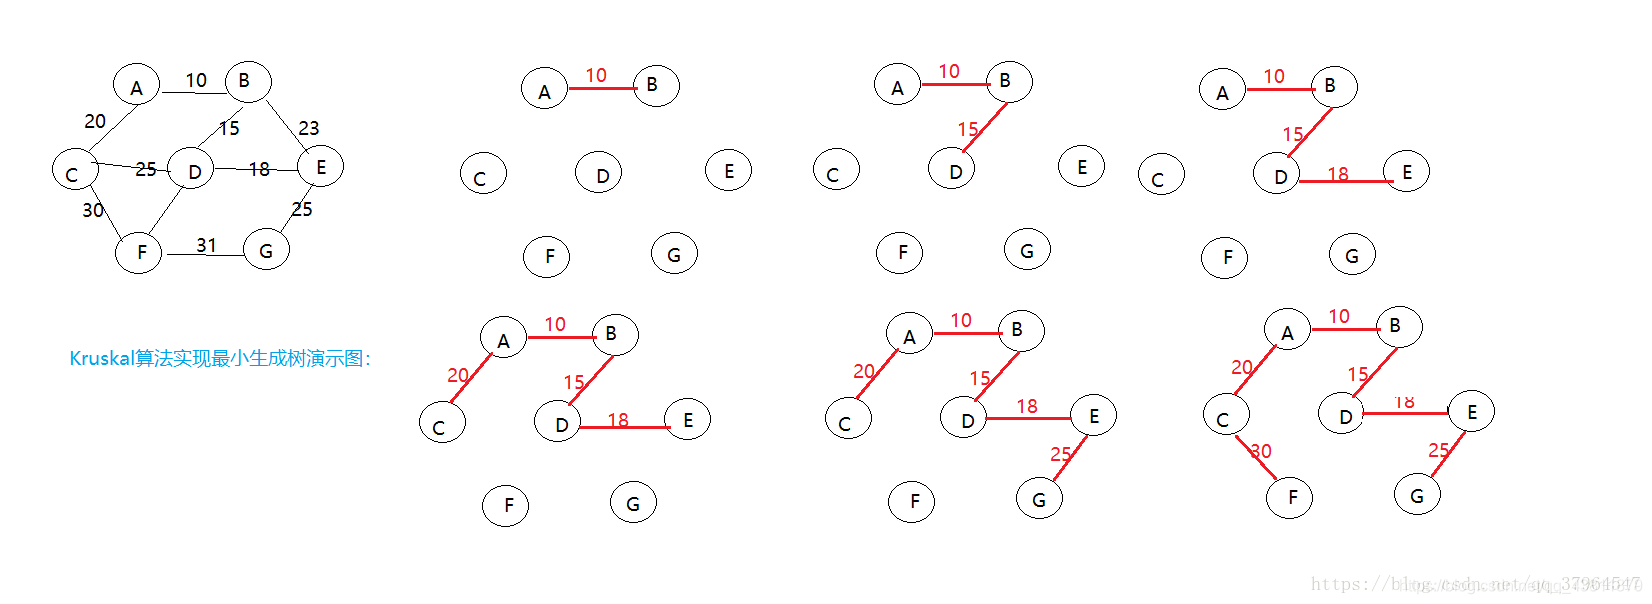 A 10 B
20 15 23
C 25 D 18 E
30 25
F 31 G
A 10 B
C D E
F G
A 10 B
15
C D E
F G
A 10 B
15
C D 18 E
F G
Kruskal算法实现最小生成树演示图:
A 10 B
20 15
C D 18 E
F G
A 10 B
20 15
C D 18 E
25
F G
A 10 B
20 15
C D 18 E
30 25
F G
https://blog.csdn.net/qq_37964547